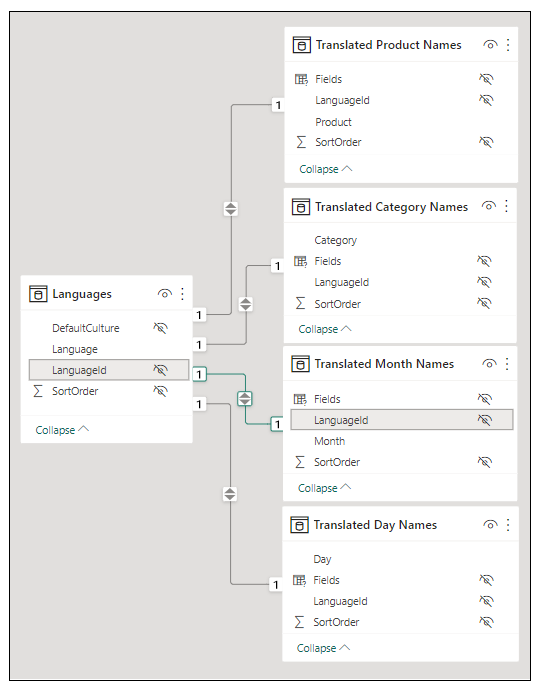 Translated Product Names
Fields
LanguageId
Product
SortOrder
Collapse
1
Translated Category Names
Category
Fields
LanguageId
SortOrder
Collapse
1
Languages
DefaultCulture
Language
LanguageId
SortOrder
Collapse
1
1
1
1
Translated Month Names
Fields
LanguageId
Month
SortOrder
Collapse
1
Translated Day Names
Day
Fields
LanguageId
SortOrder
Collapse
1